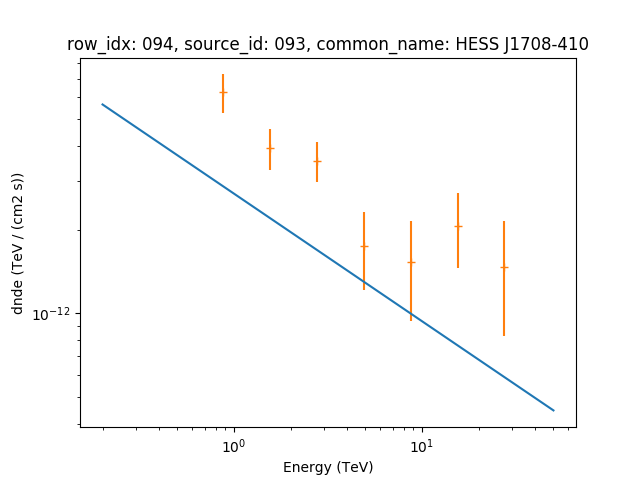 row_idx: 094, source_id: 093, common_name: HESS J1708-410
dnde (TeV / (cm2 s))
10⁻¹²
10⁰
10¹
Energy (TeV)